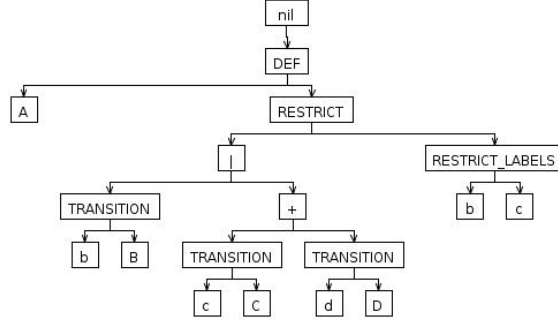 nil
DEF
A RESTRICT
| RESTRICT_LABELS
TRANSITION + b c
b B TRANSITION TRANSITION
c C d D